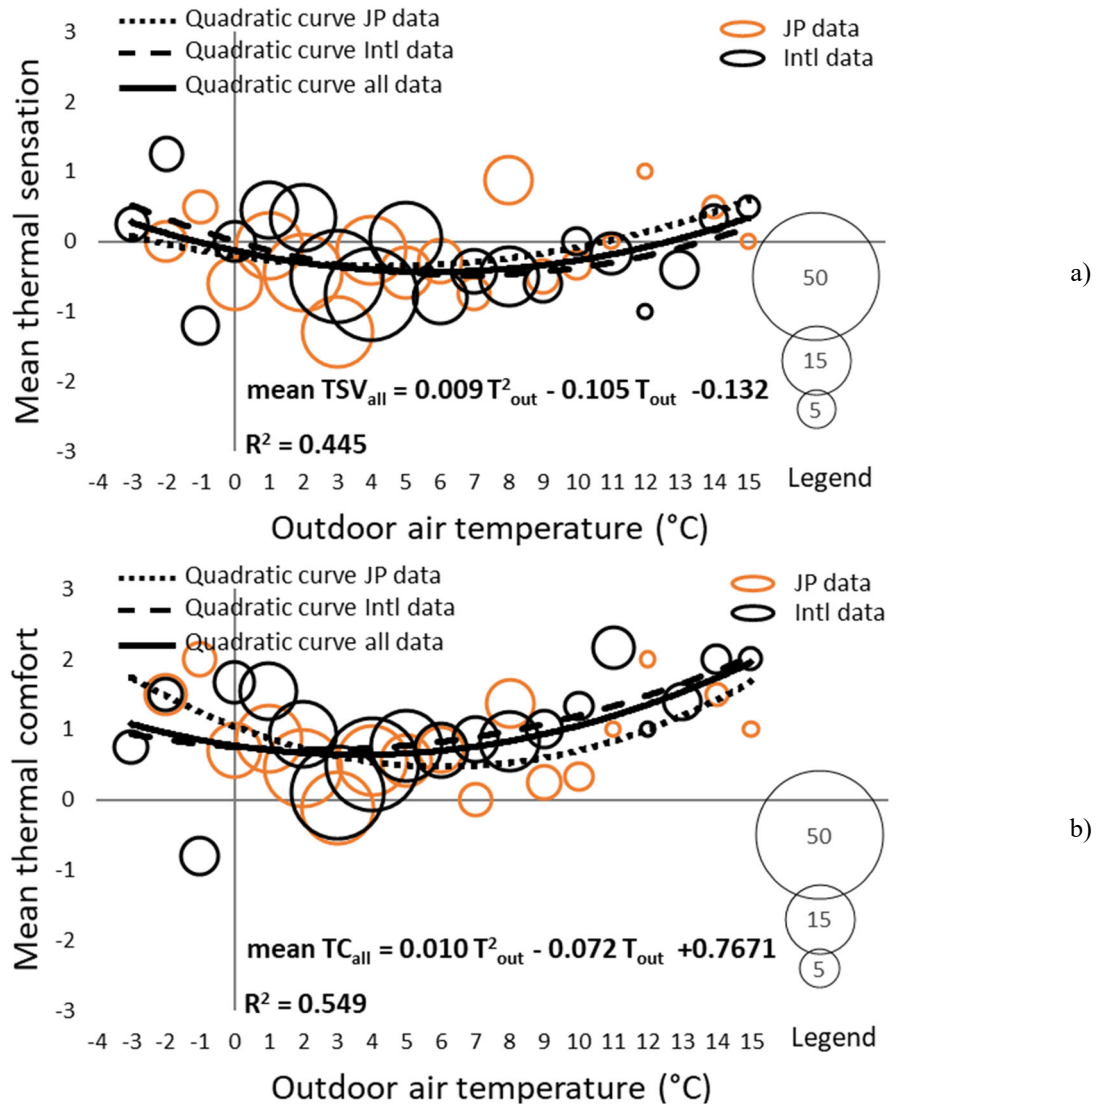 Quadratic curve JP data
Quadratic curve Intl data
Quadratic curve all data
JP data
Intl data
Mean thermal sensation
3
2
1
0
-1
-2
-3
mean TSVall = 0.009 T²out - 0.105 Tout -0.132
R² = 0.445
50
15
5
Legend
a)
-4 -3 -2 -1 0 1 2 3 4 5 6 7 8 9 10 11 12 13 14 15
Outdoor air temperature (°C)
Quadratic curve JP data
Quadratic curve Intl data
Quadratic curve all data
JP data
Intl data
Mean thermal comfort
3
2
1
0
-1
-2
-3
mean TCall = 0.010 T²out - 0.072 Tout +0.7671
R² = 0.549
50
15
5
Legend
b)
-4 -3 -2 -1 0 1 2 3 4 5 6 7 8 9 10 11 12 13 14 15
Outdoor air temperature (°C)